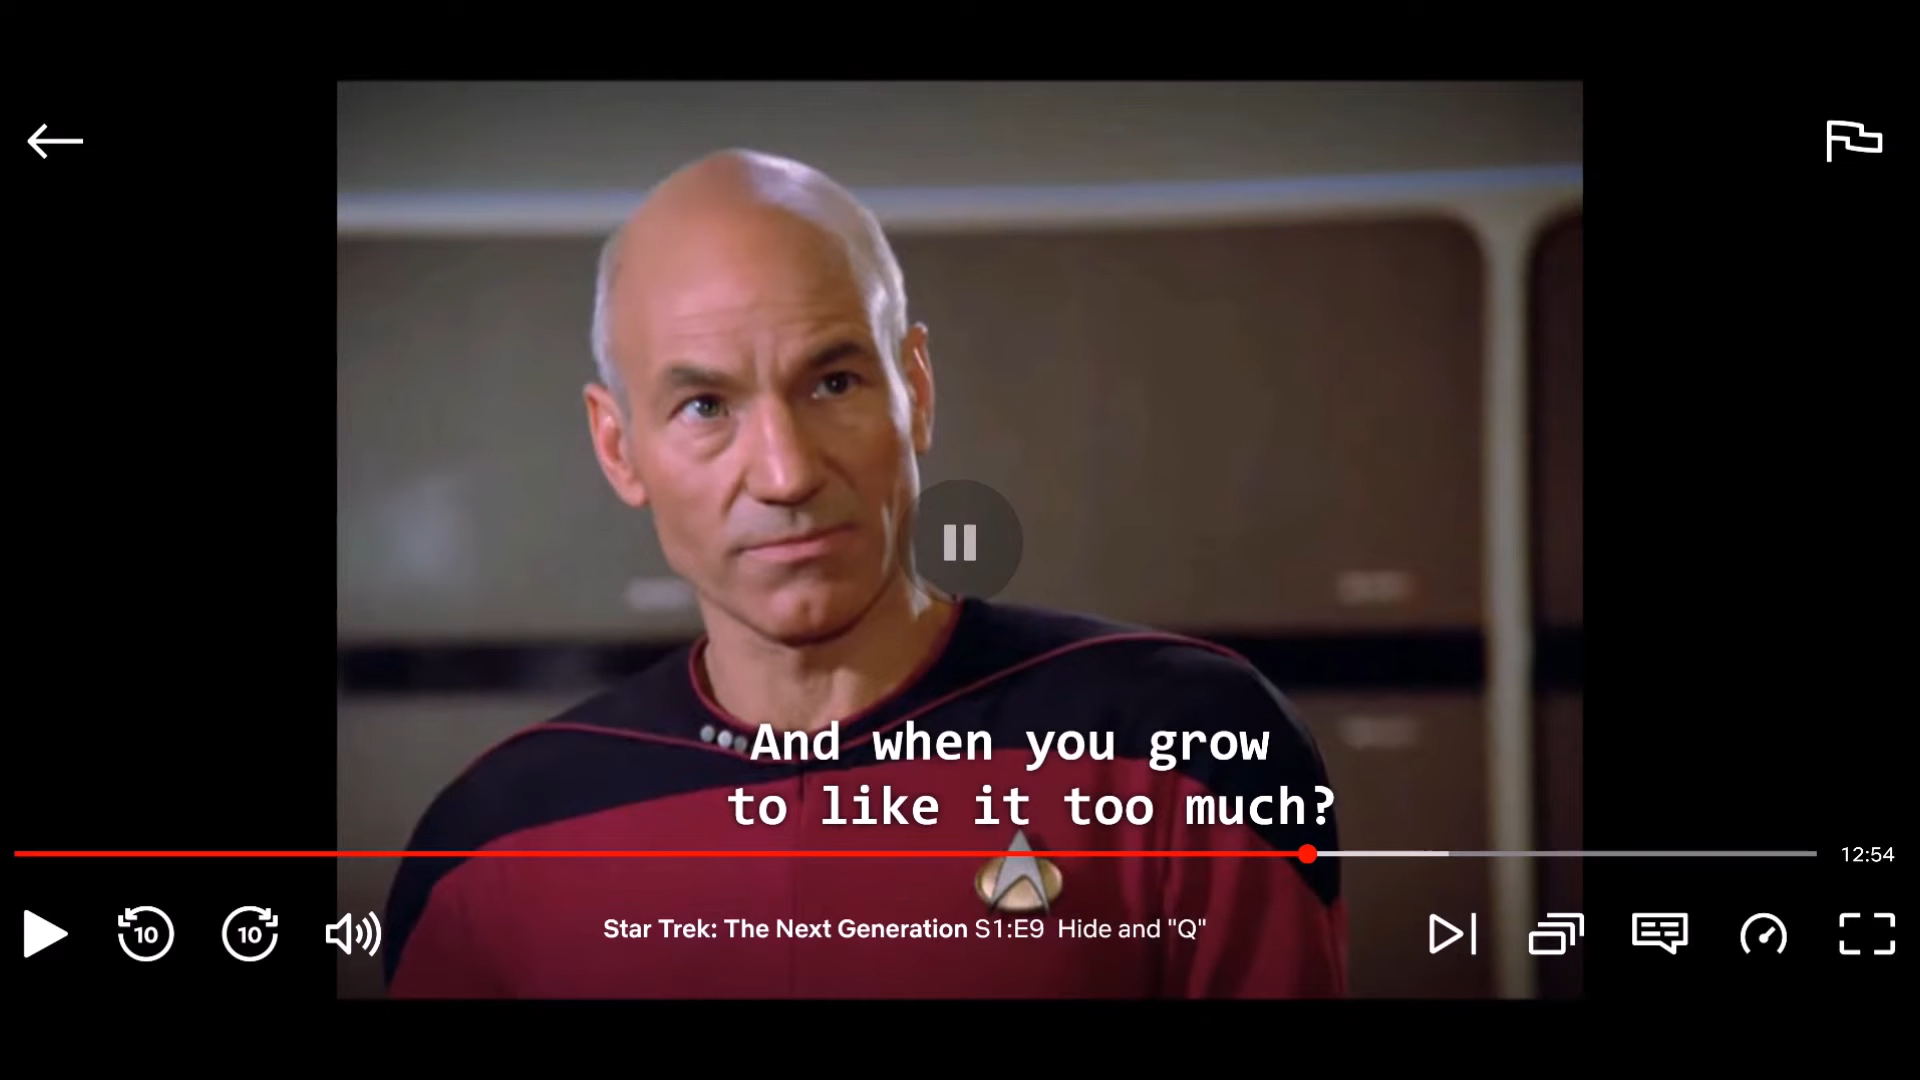 And when you grow
to like it too much?
12:54
10
10
Star Trek: The Next Generation S1:E9 Hide and "Q"